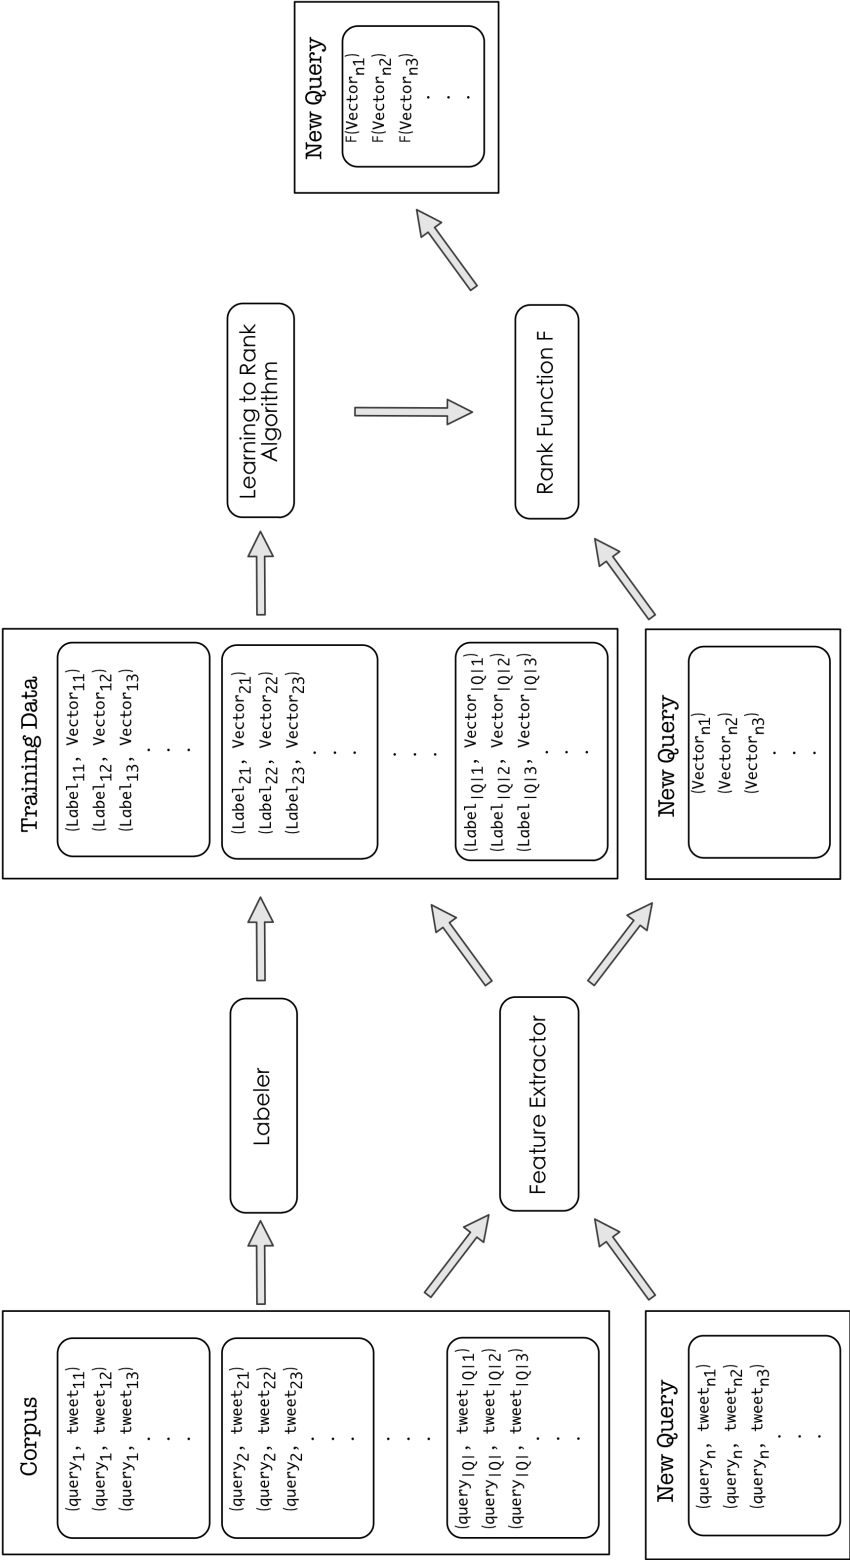 Corpus
(query1, tweet11)
(query1, tweet12)
(query1, tweet13)
.
.
.
(query2, tweet21)
(query2, tweet22)
(query2, tweet23)
.
.
.
. . .
(query|Q|, tweet|Q|1)
(query|Q|, tweet|Q|2)
(query|Q|, tweet|Q|3)
.
.
.
New Query
(queryn, tweetn1)
(queryn, tweetn2)
(queryn, tweetn3)
.
.
.
Labeler
Feature Extractor
Training Data
(Label11, Vector11)
(Label12, Vector12)
(Label13, Vector13)
.
.
.
(Label21, Vector21)
(Label22, Vector22)
(Label23, Vector23)
.
.
.
. . .
(Label|Q|1, Vector|Q|1)
(Label|Q|2, Vector|Q|2)
(Label|Q|3, Vector|Q|3)
.
.
.
New Query
(Vectorn1)
(Vectorn2)
(Vectorn3)
.
.
.
Learning to Rank
Algorithm
Rank Function F
New Query
F(Vectorn1)
F(Vectorn2)
F(Vectorn3)
.
.
.